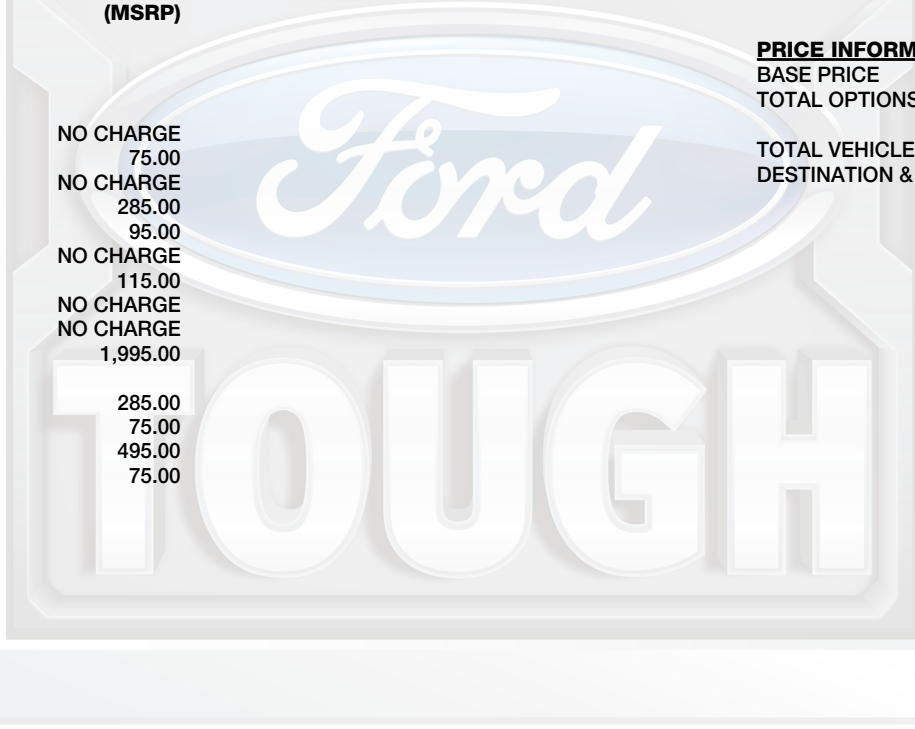 (MSRP)
NO CHARGE
75.00
NO CHARGE
285.00
95.00
NO CHARGE
115.00
NO CHARGE
NO CHARGE
1,995.00
285.00
75.00
495.00
75.00
PRICE INFORM
BASE PRICE
TOTAL OPTIONS
TOTAL VEHICLE
DESTINATION &
Ford
TOUGH